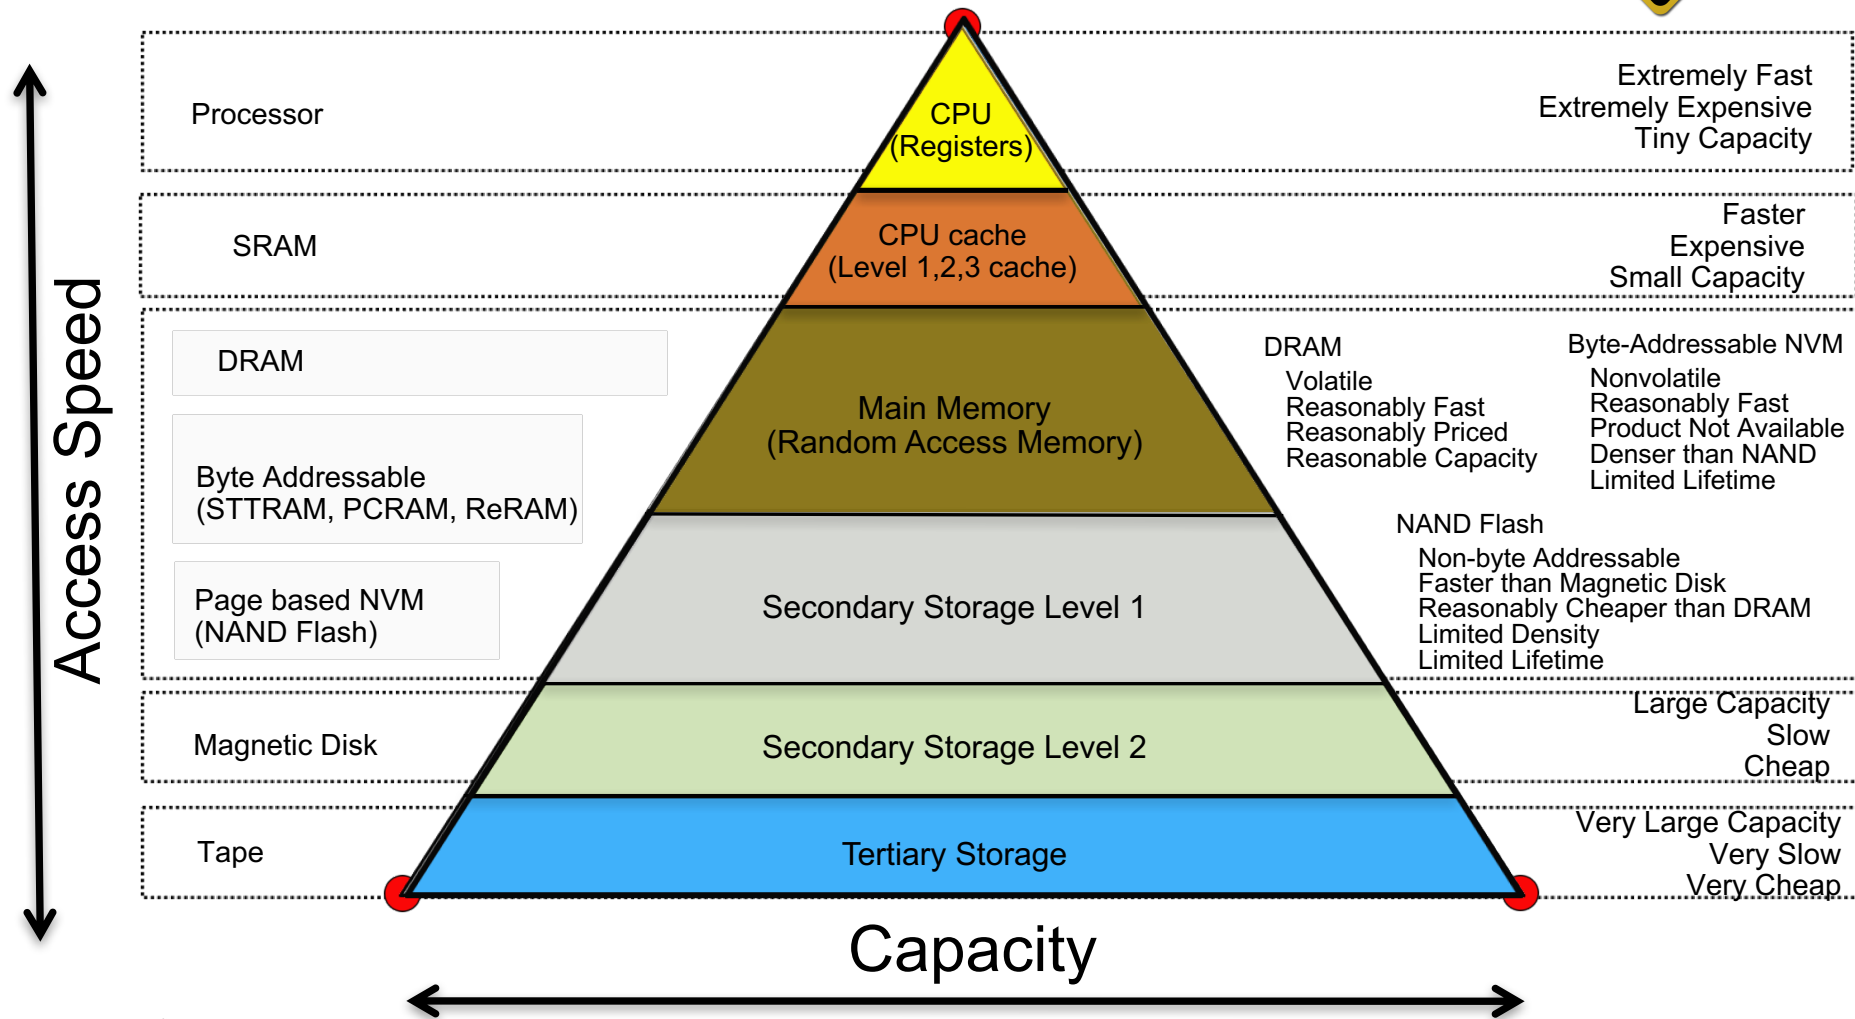 Processor
CPU
(Registers)
Extremely Fast
Extremely Expensive
Tiny Capacity
SRAM
CPU cache
(Level 1,2,3 cache)
Faster
Expensive
Small Capacity
Access Speed
DRAM
Byte Addressable
(STTRAM, PCRAM, ReRAM)
Page based NVM
(NAND Flash)
Main Memory
(Random Access Memory)
Secondary Storage Level 1
DRAM
Volatile
Reasonably Fast
Reasonably Priced
Reasonable Capacity
Byte-Addressable NVM
Nonvolatile
Reasonably Fast
Product Not Available
Denser than NAND
Limited Lifetime
NAND Flash
Non-byte Addressable
Faster than Magnetic Disk
Reasonably Cheaper than DRAM
Limited Density
Limited Lifetime
Magnetic Disk
Secondary Storage Level 2
Large Capacity
Slow
Cheap
Tape
Tertiary Storage
Very Large Capacity
Very Slow
Very Cheap
Capacity